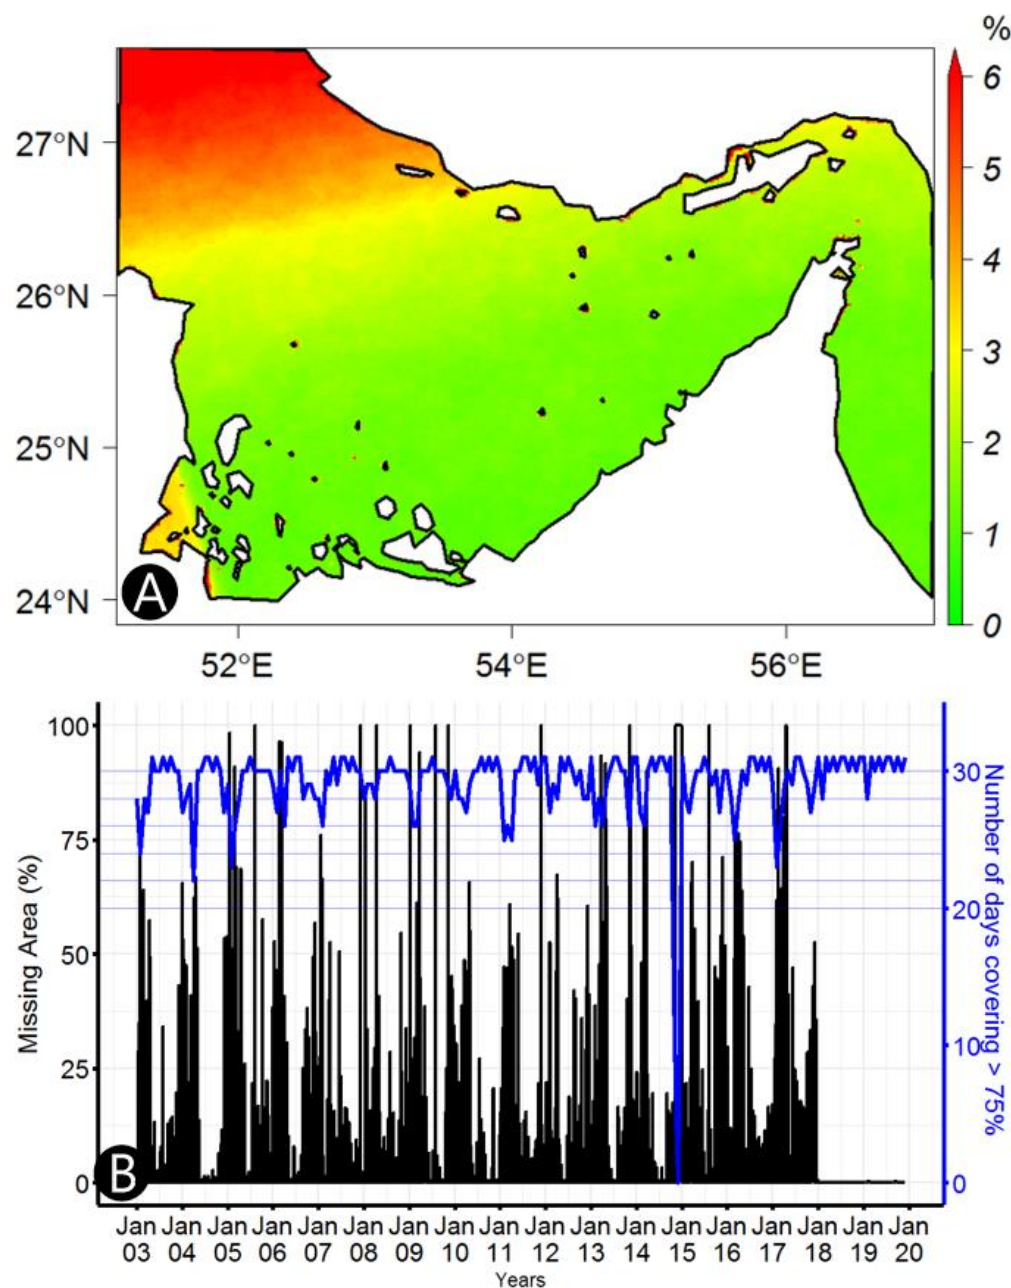 %
6
5
4
3
2
1
0
27°N
26°N
25°N
24°N
A
52°E
54°E
56°E
100
75
50
25
0
Missing Area (%)
30
20
10
0
Number of days covering > 75%
B
Jan Jan Jan Jan Jan Jan Jan Jan Jan Jan Jan Jan Jan Jan Jan Jan Jan Jan
03 04 05 06 07 08 09 10 11 12 13 14 15 16 17 18 19 20
Years